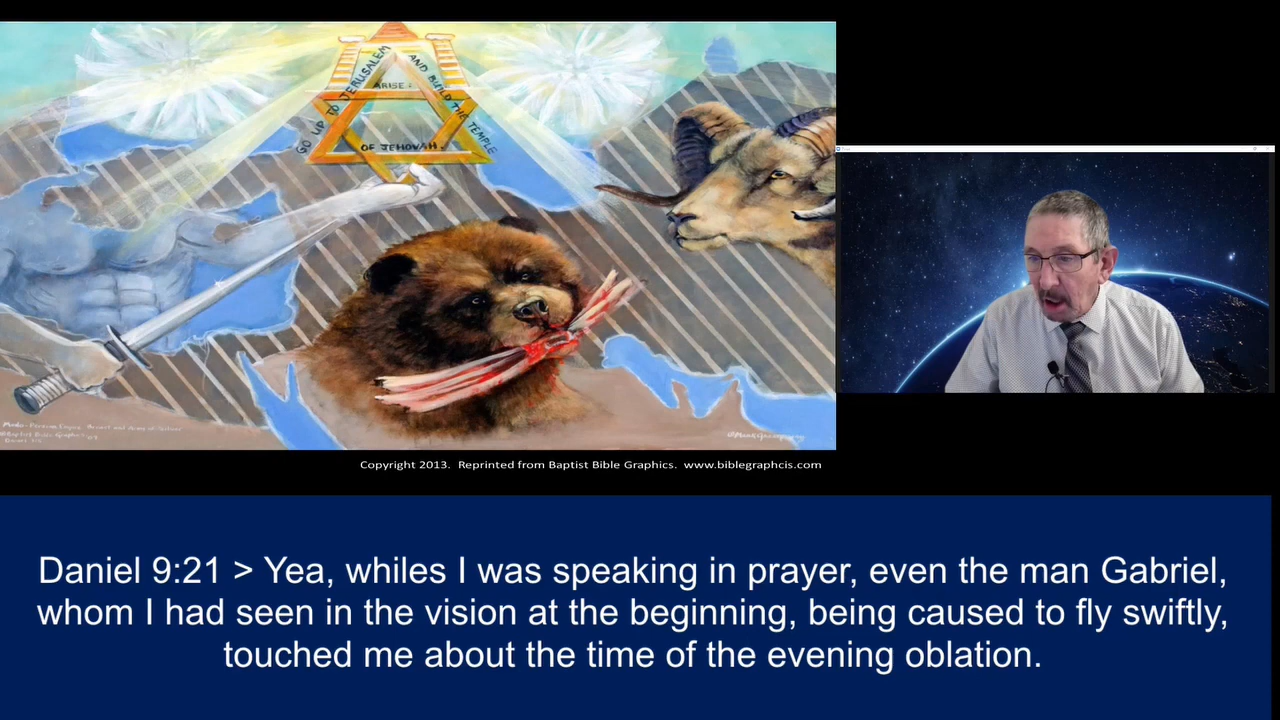 GO UP TO JERUSALEM
AND BUILD THE TEMPLE
ARISE:
OF JEHOVAH.
Copyright 2013. Reprinted from Baptist Bible Graphics. www.biblegraphcis.com
Daniel 9:21 > Yea, whiles I was speaking in prayer, even the man Gabriel,
whom I had seen in the vision at the beginning, being caused to fly swiftly,
touched me about the time of the evening oblation.